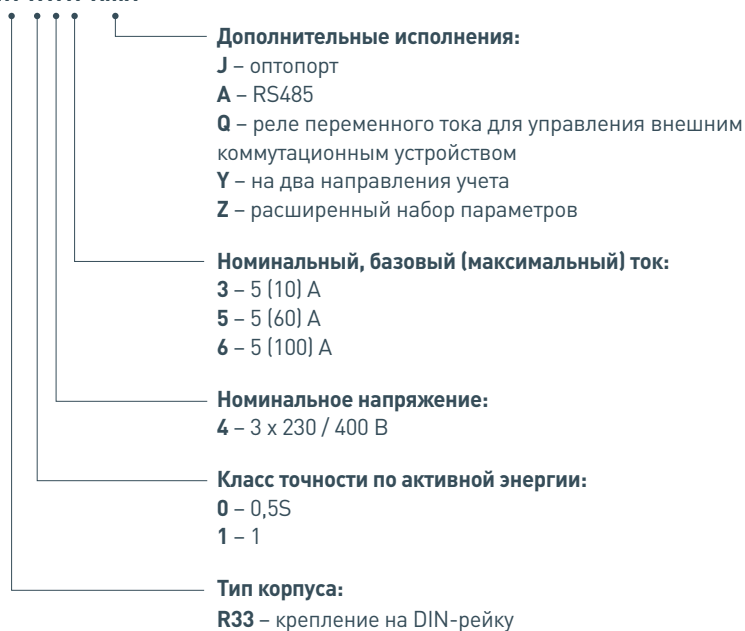 Дополнительные исполнения:
J – оптопорт
A – RS485
Q – реле переменного тока для управления внешним
коммутационным устройством
Y – на два направления учета
Z – расширенный набор параметров
Номинальный, базовый (максимальный) ток:
3 – 5 (10) А
5 – 5 (60) А
6 – 5 (100) А
Номинальное напряжение:
4 – 3 x 230 / 400 В
Класс точности по активной энергии:
0 – 0,5S
1 – 1
Тип корпуса:
R33 – крепление на DIN-рейку